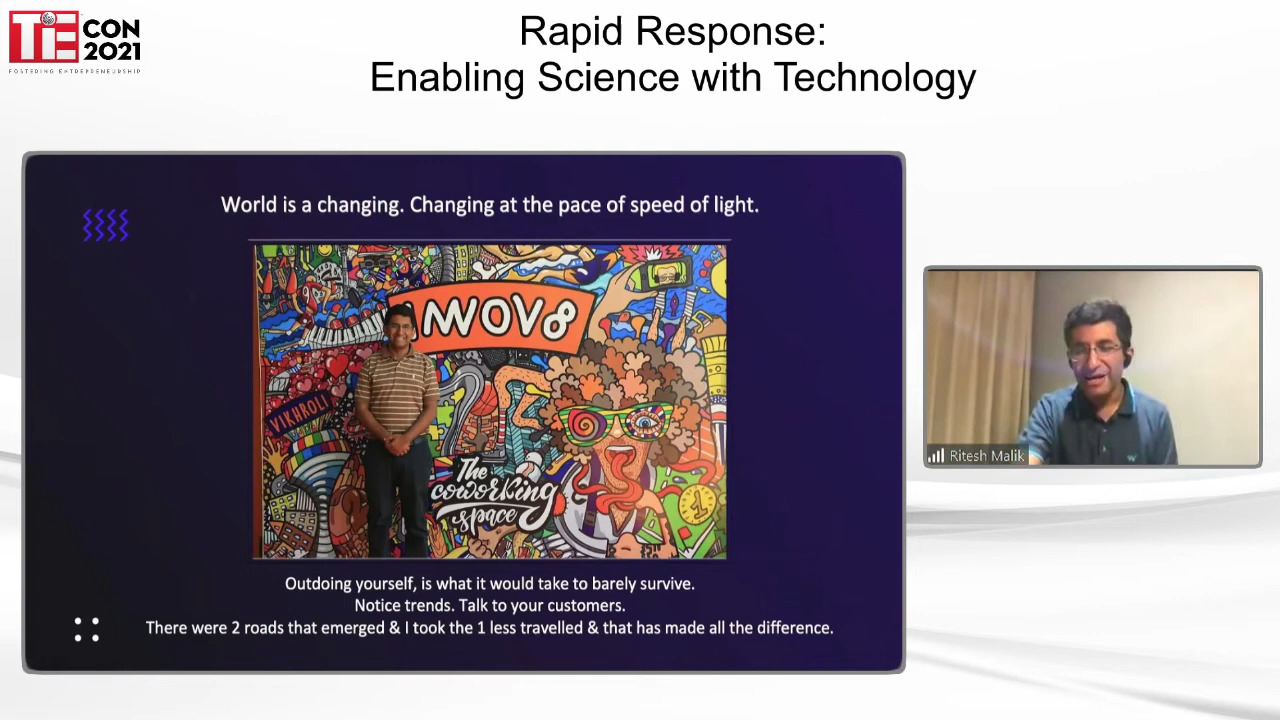 TiE
CON
2021
FOSTERING ENTREPRENEURSHIP
Rapid Response:
Enabling Science with Technology
World is a changing. Changing at the pace of speed of light.
INNOV8
VIKHROLI
The
coworking
space
1
Outdoing yourself, is what it would take to barely survive.
Notice trends. Talk to your customers.
There were 2 roads that emerged & I took the 1 less travelled & that has made all the difference.
Ritesh Malik